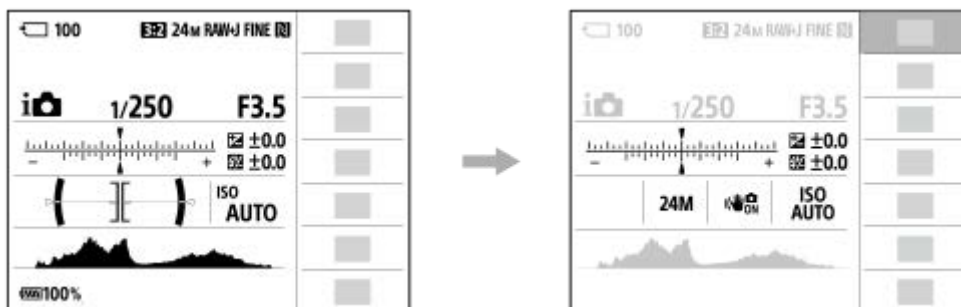 100 3:2 24M RAW+J FINE N
i 1/250 F3.5
±0.0
- + ±0.0
ISO
AUTO
100%
100 3:2 24M RAW+J FINE N
i 1/250 F3.5
±0.0
- + ±0.0
24M ON ISO
AUTO